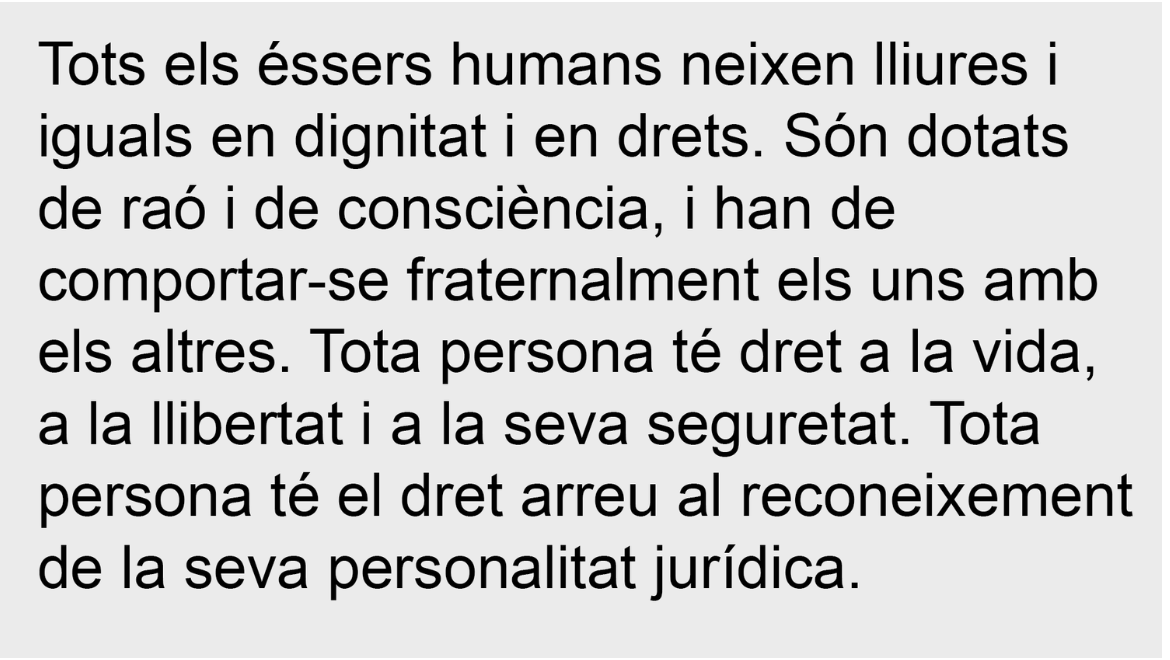 Tots els éssers humans neixen lliures i
iguals en dignitat i en drets. Són dotats
de raó i de consciència, i han de
comportar-se fraternalment els uns amb
els altres. Tota persona té dret a la vida,
a la llibertat i a la seva seguretat. Tota
persona té el dret arreu al reconeixement
de la seva personalitat jurídica.